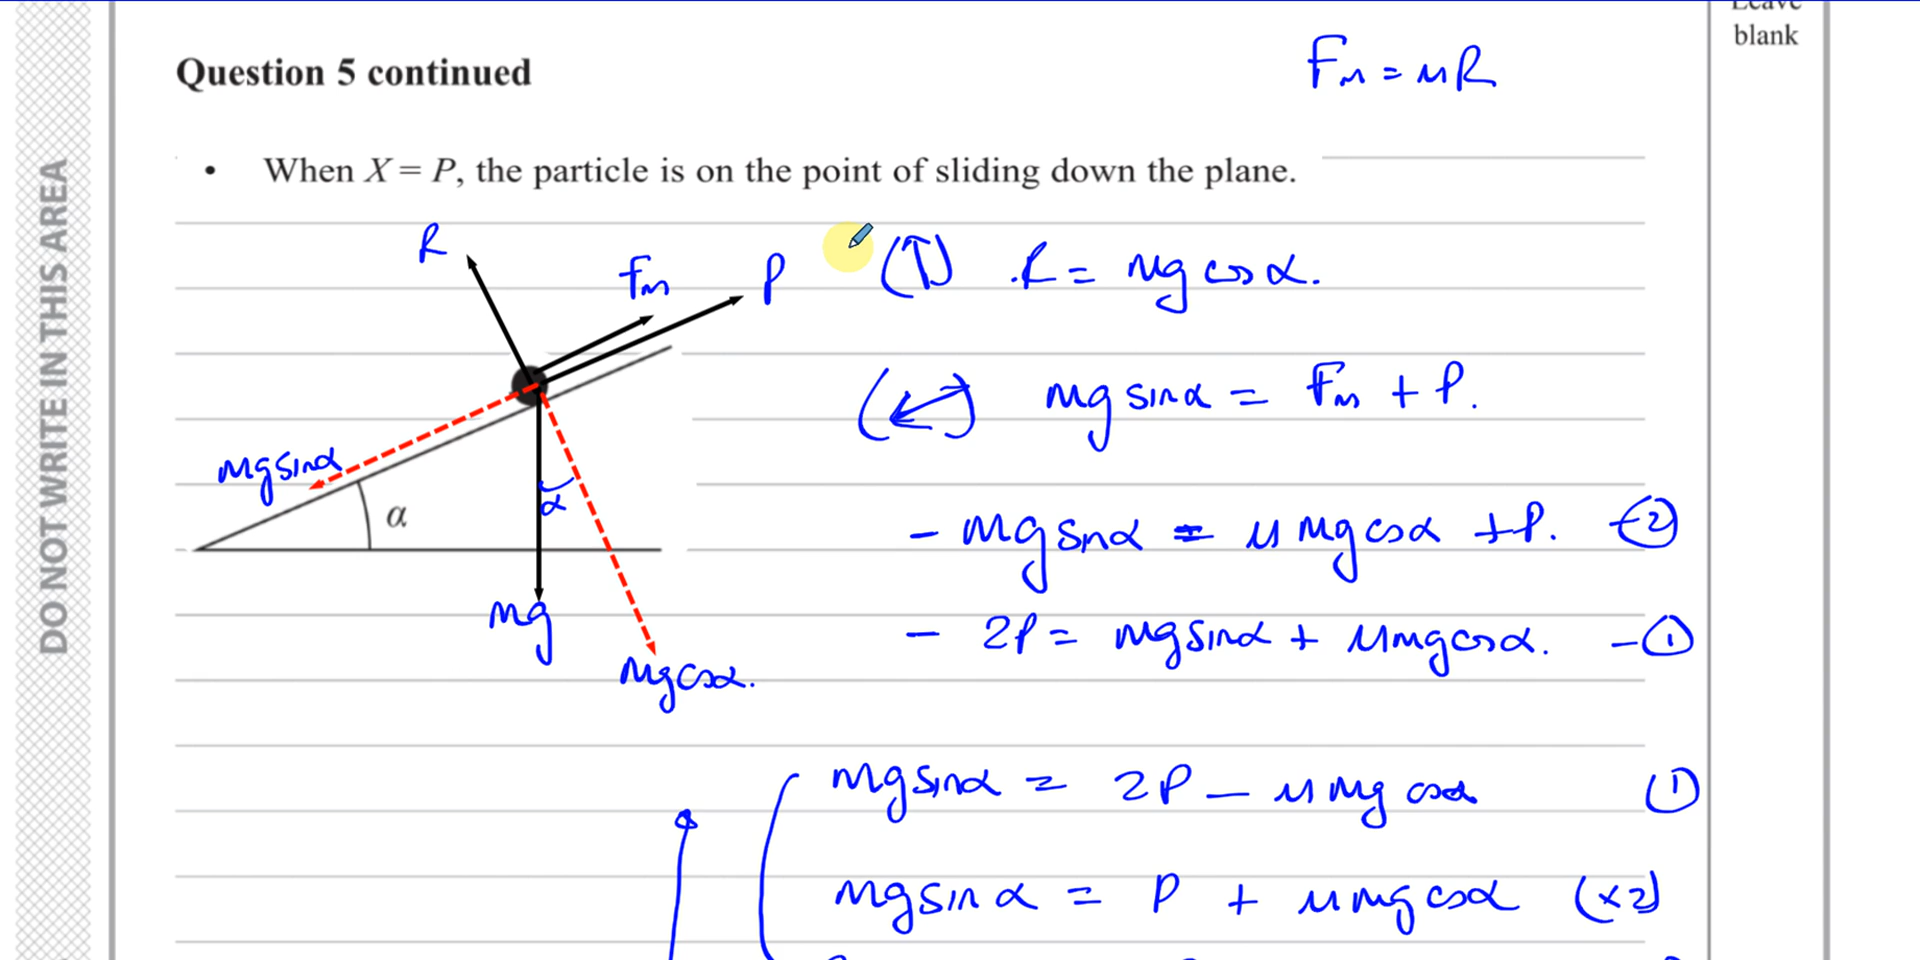 Leave
blank
Question 5 continued
Fm = μR
• When X = P, the particle is on the point of sliding down the plane.
DO NOT WRITE IN THIS AREA
R
Fm
P
(↑) R = mg cos α.
(↙↗) mg sin α = Fm + P.
mg sin α
α
α
- mg sin α = μ mg cos α + P. -②
mg
- 2P = mg sin α + μ mg cos α. -①
mg cos α.
mg sin α = 2P - μ mg cos α ①
mg sin α = P + μ mg cos α (×2)